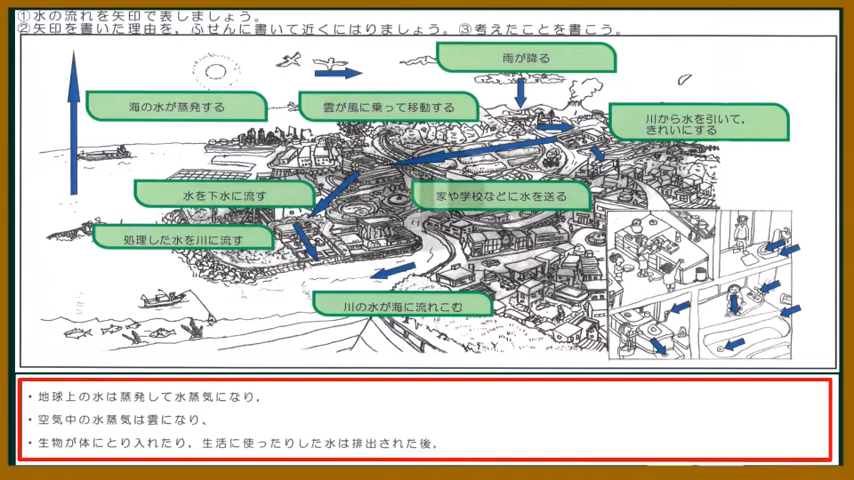 ①水の流れを矢印で表しましょう。
②矢印を書いた理由を，ふせんに書いて近くにはりましょう。③考えたことを書こう。
雨が降る
海の水が蒸発する
雲が風に乗って移動する
川から水を引いて，
きれいにする
水を下水に流す
家や学校などに水を送る
処理した水を川に流す
川の水が海に流れこむ
・地球上の水は蒸発して水蒸気になり，
・空気中の水蒸気は雲になり、
・生物が体にとり入れたり，生活に使ったりした水は排出された後，